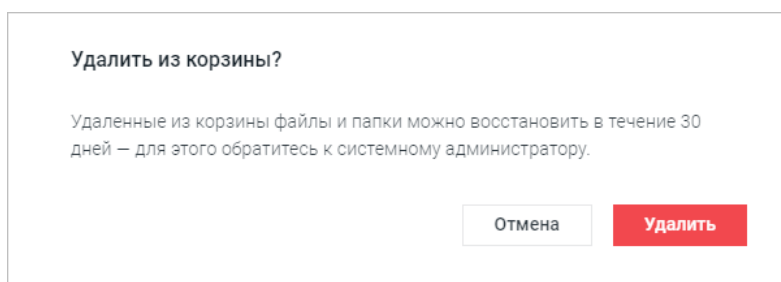 Удалить из корзины?
Удаленные из корзины файлы и папки можно восстановить в течение 30
дней — для этого обратитесь к системному администратору.
Отмена
Удалить